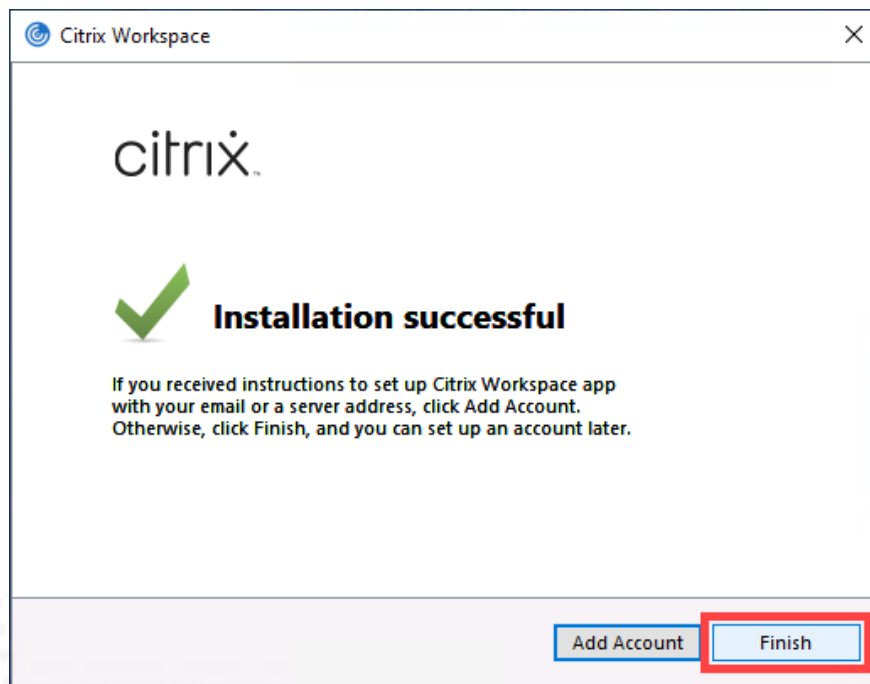 Citrix Workspace
citrix™
Installation successful
If you received instructions to set up Citrix Workspace app
with your email or a server address, click Add Account.
Otherwise, click Finish, and you can set up an account later.
Add Account
Finish